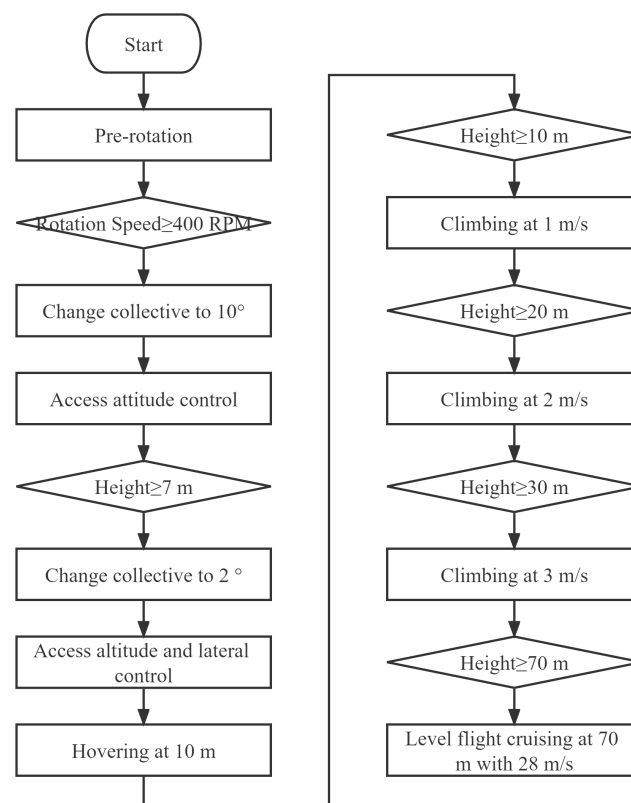 Start
Pre-rotation
Rotation Speed≥400 RPM
Change collective to 10°
Access attitude control
Height≥7 m
Change collective to 2 °
Access altitude and lateral
control
Hovering at 10 m
Height≥10 m
Climbing at 1 m/s
Height≥20 m
Climbing at 2 m/s
Height≥30 m
Climbing at 3 m/s
Height≥70 m
Level flight cruising at 70
m with 28 m/s